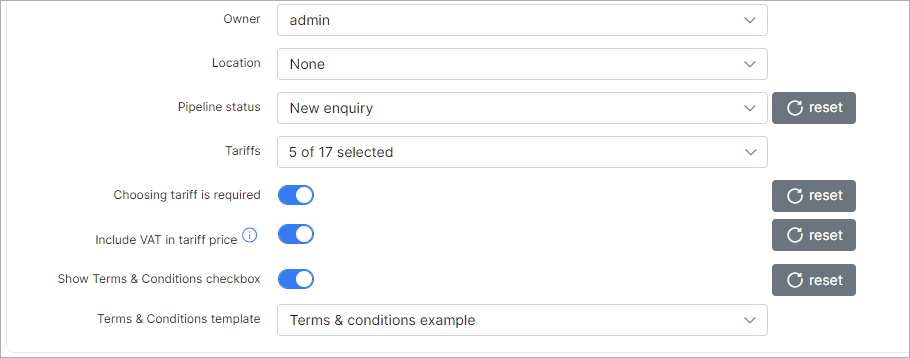 Owner admin
Location None
Pipeline status New enquiry reset
Tariffs 5 of 17 selected
Choosing tariff is required reset
Include VAT in tariff price reset
Show Terms & Conditions checkbox reset
Terms & Conditions template Terms & conditions example